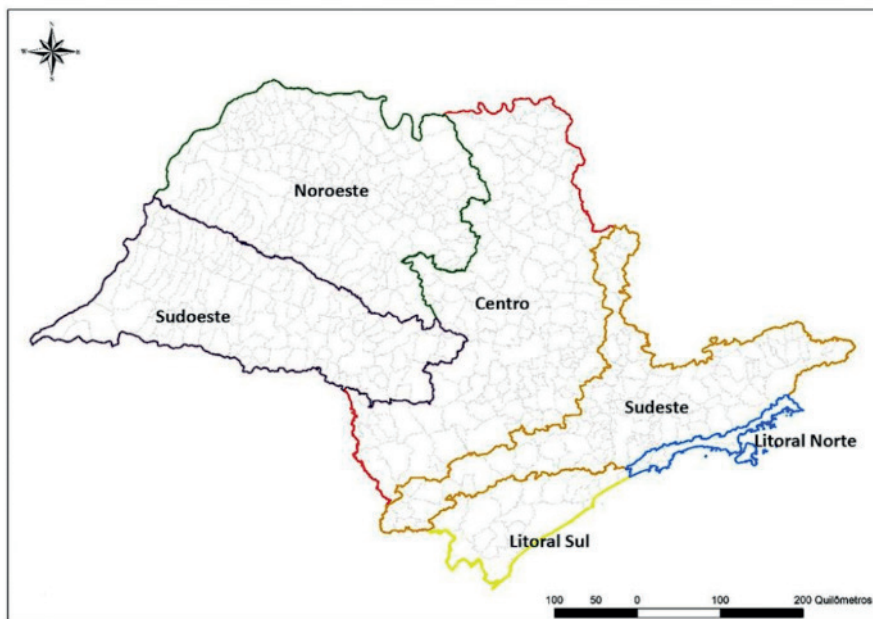 N
W
S
Noroeste
Centro
Sudoeste
Sudeste
Litoral Norte
Litoral Sul
100 50 0 100 200 Quilômetros